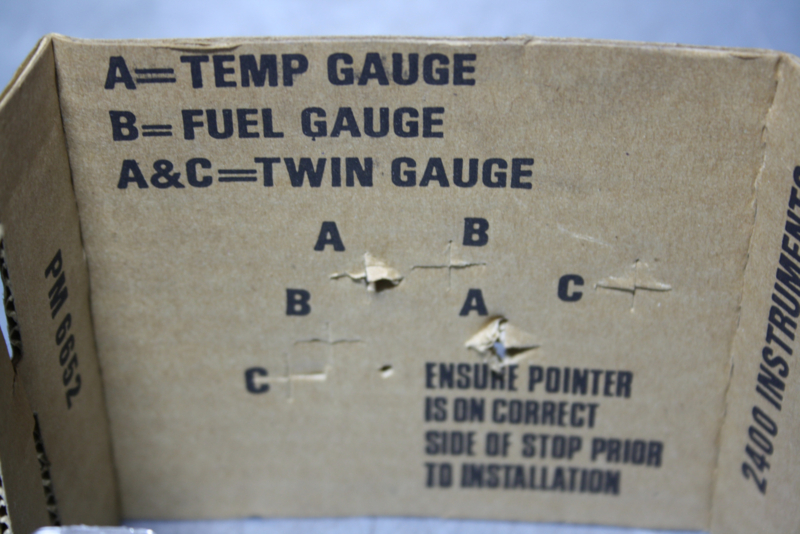 A=TEMP GAUGE
B=FUEL GAUGE
A&C=TWIN GAUGE
A
B
C
B
A
C
ENSURE POINTER
IS ON CORRECT
SIDE OF STOP PRIOR
TO INSTALLATION
PM 6652
2400 INSTRUMENTS